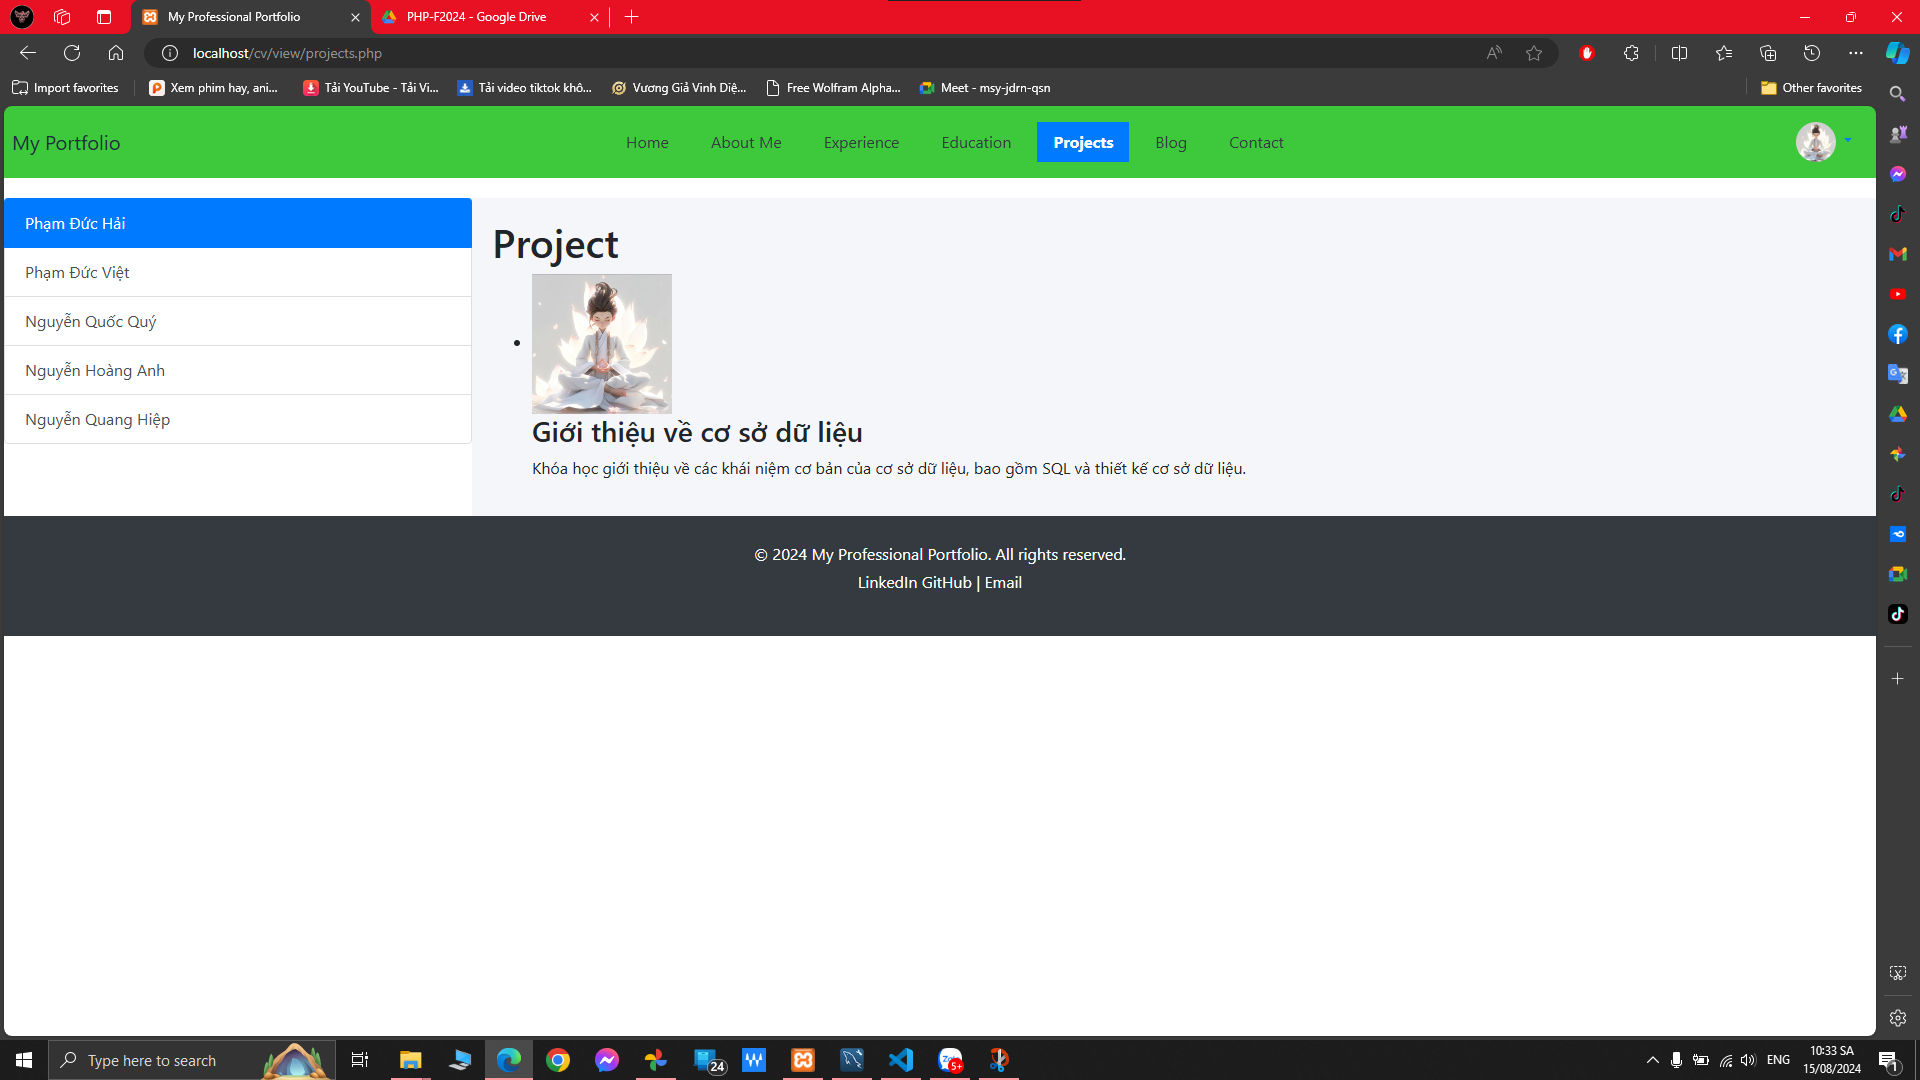 My Professional Portfolio
PHP-F2024 - Google Drive
localhost/cv/view/projects.php
Import favorites
Xem phim hay, ani...
Tải YouTube - Tải Vi...
Tải video tiktok khô...
Vương Giả Vinh Diệ...
Free Wolfram Alpha...
Meet - msy-jdrn-qsn
Other favorites
My Portfolio
Home
About Me
Experience
Education
Projects
Blog
Contact
Phạm Đức Hải
Phạm Đức Việt
Nguyễn Quốc Quý
Nguyễn Hoàng Anh
Nguyễn Quang Hiệp
Project
Giới thiệu về cơ sở dữ liệu
Khóa học giới thiệu về các khái niệm cơ bản của cơ sở dữ liệu, bao gồm SQL và thiết kế cơ sở dữ liệu.
© 2024 My Professional Portfolio. All rights reserved.
LinkedIn GitHub | Email
Type here to search
24
5+
ENG
10:33 SA
15/08/2024
1